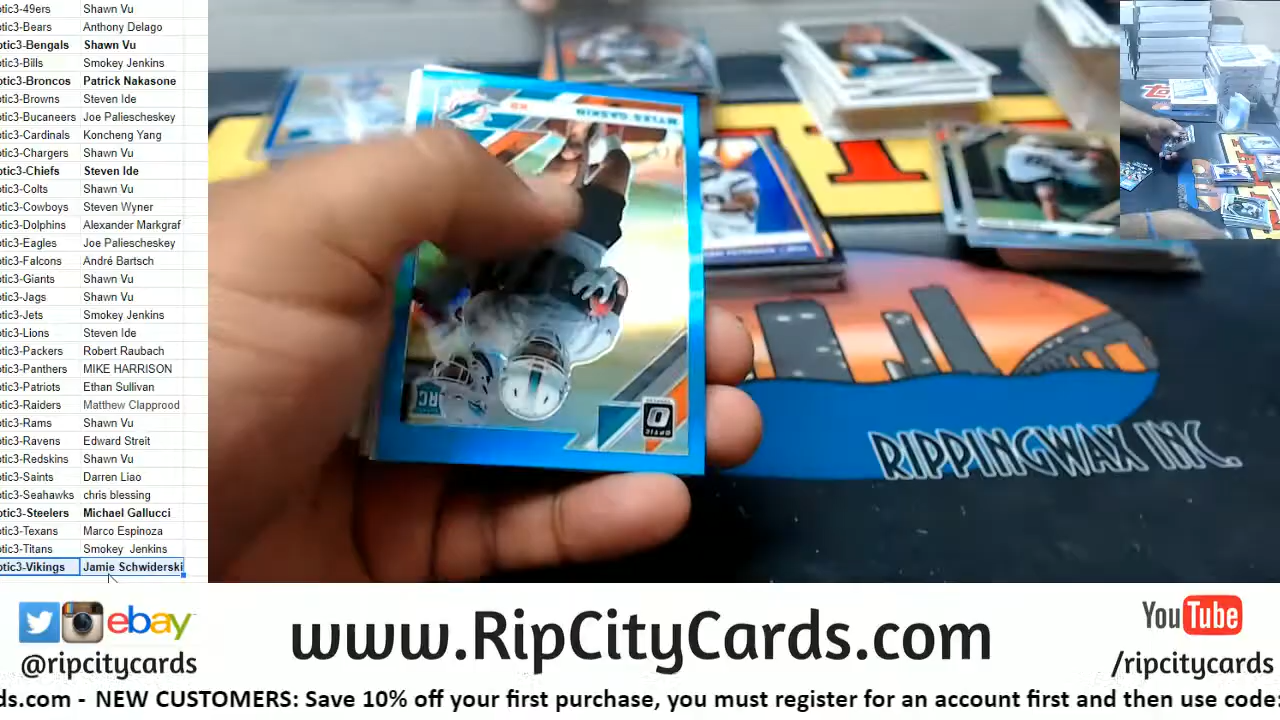 otic3-49ers Shawn Vu
otic3-Bears Anthony Delago
otic3-Bengals Shawn Vu
otic3-Bills Smokey Jenkins
otic3-Broncos Patrick Nakasone
otic3-Browns Steven Ide
otic3-Bucaneers Joe Paliescheskey
otic3-Cardinals Koncheng Yang
otic3-Chargers Shawn Vu
otic3-Chiefs Steven Ide
otic3-Colts Shawn Vu
otic3-Cowboys Steven Wyner
otic3-Dolphins Alexander Markgraf
otic3-Eagles Joe Paliescheskey
otic3-Falcons André Bartsch
otic3-Giants Shawn Vu
otic3-Jags Shawn Vu
otic3-Jets Smokey Jenkins
otic3-Lions Steven Ide
otic3-Packers Robert Raubach
otic3-Panthers MIKE HARRISON
otic3-Patriots Ethan Sullivan
otic3-Raiders Matthew Clapprood
otic3-Rams Shawn Vu
otic3-Ravens Edward Streit
otic3-Redskins Shawn Vu
otic3-Saints Darren Liao
otic3-Seahawks chris blessing
otic3-Steelers Michael Gallucci
otic3-Texans Marco Espinoza
otic3-Titans Smokey Jenkins
otic3-Vikings Jamie Schwiderski
MYLES GASKIN
RB
RC
OPTIC
RIPPINGWAX INC.
ebay
@ripcitycards
www.RipCityCards.com
YouTube
/ripcitycards
ds.com - NEW CUSTOMERS: Save 10% off your first purchase, you must register for an account first and then use code: